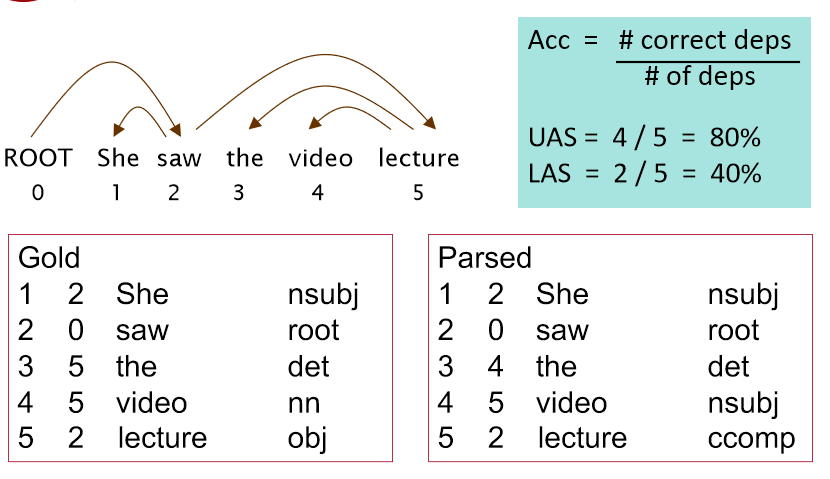 Acc = # correct deps
# of deps
UAS = 4 / 5 = 80%
LAS = 2 / 5 = 40%
ROOT She saw the video lecture
0 1 2 3 4 5
Gold
1 2 She nsubj
2 0 saw root
3 5 the det
4 5 video nn
5 2 lecture obj
Parsed
1 2 She nsubj
2 0 saw root
3 4 the det
4 5 video nsubj
5 2 lecture ccomp